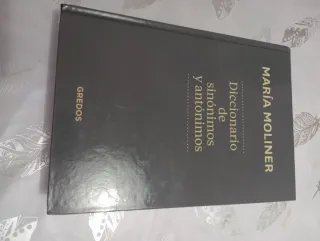 MARÍA MOLINER
Diccionario
de
sinónimos
y antónimos
GREDOS